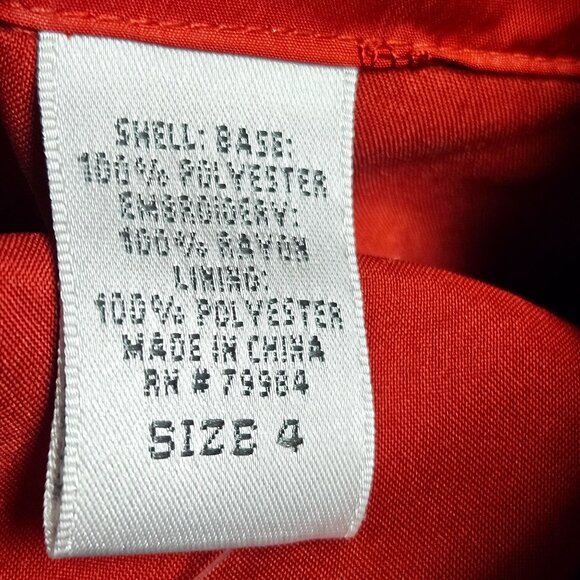 SHELL: BASE:
100% POLYESTER
EMBROIDERY:
100% RAYON
LINING:
100% POLYESTER
MADE IN CHINA
RN # 79984
SIZE 4